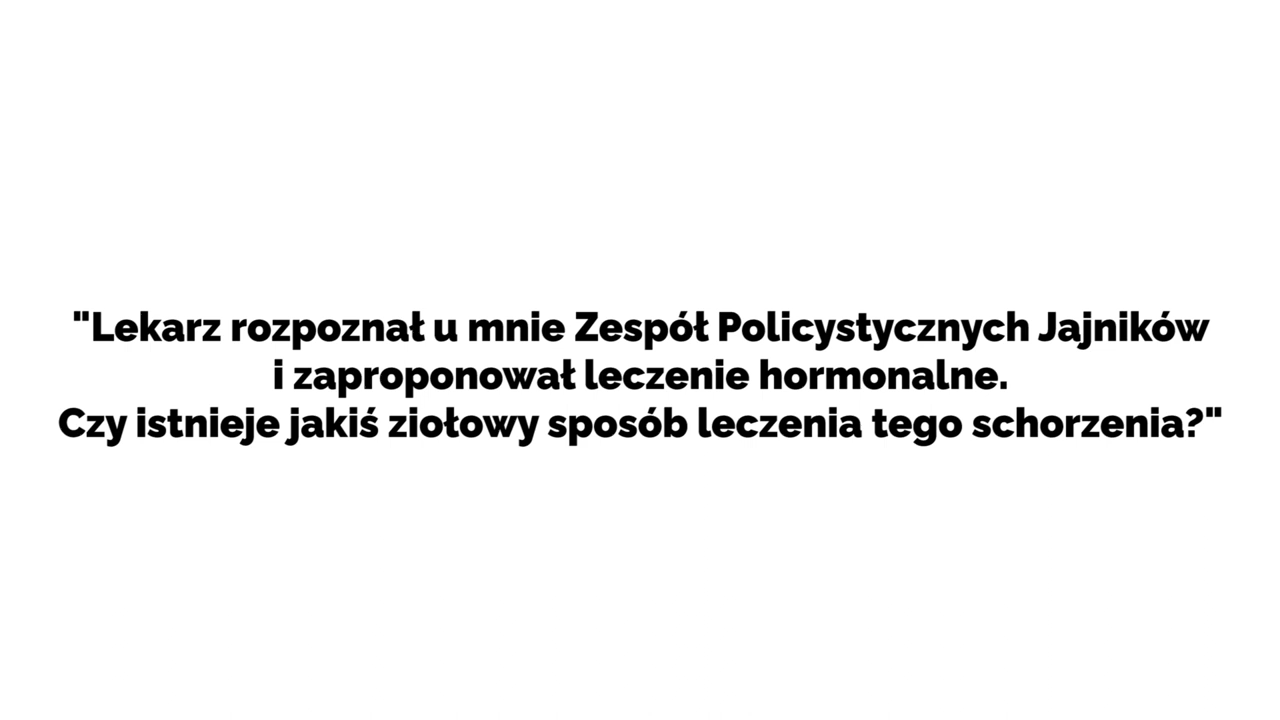 "Lekarz rozpoznał u mnie Zespół Policystycznych Jajników
i zaproponował leczenie hormonalne.
Czy istnieje jakiś ziołowy sposób leczenia tego schorzenia?"